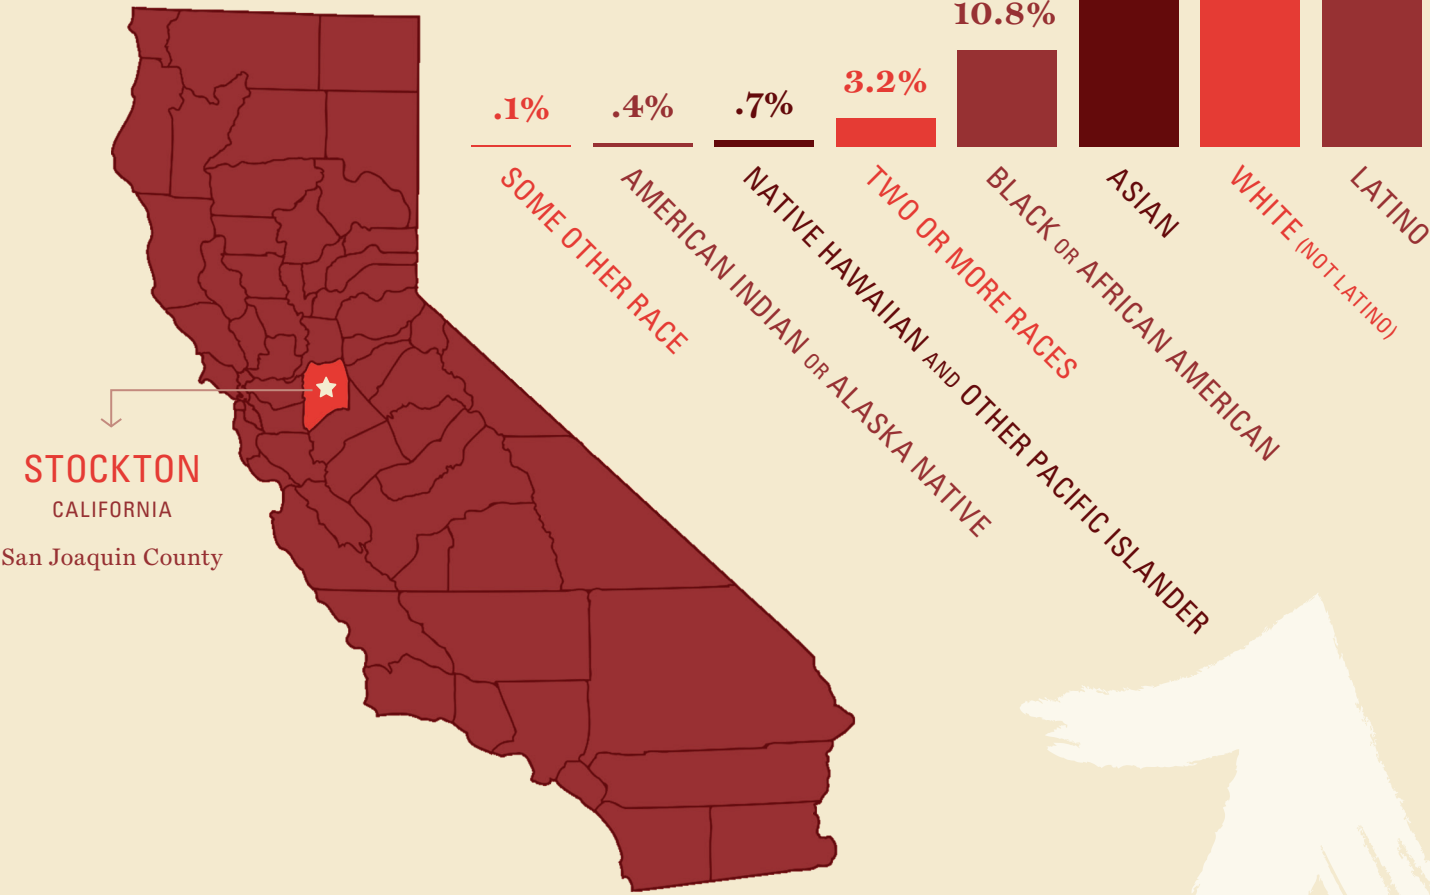 10.8%
3.2%
.7%
.4%
.1%
SOME OTHER RACE
AMERICAN INDIAN OR ALASKA NATIVE
NATIVE HAWAIIAN AND OTHER PACIFIC ISLANDER
TWO OR MORE RACES
BLACK OR AFRICAN AMERICAN
ASIAN
WHITE (NOT LATINO)
LATINO
STOCKTON
CALIFORNIA
San Joaquin County